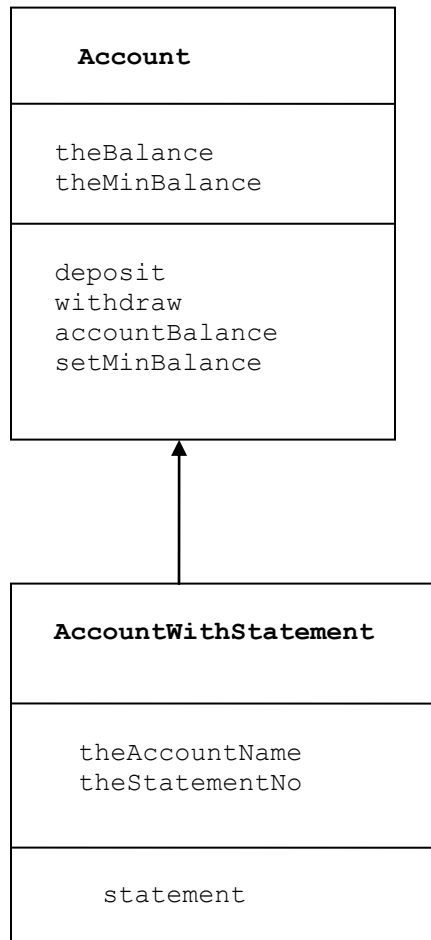 Account
theBalance
theMinBalance
deposit
withdraw
accountBalance
setMinBalance
AccountWithStatement
theAccountName
theStatementNo
statement